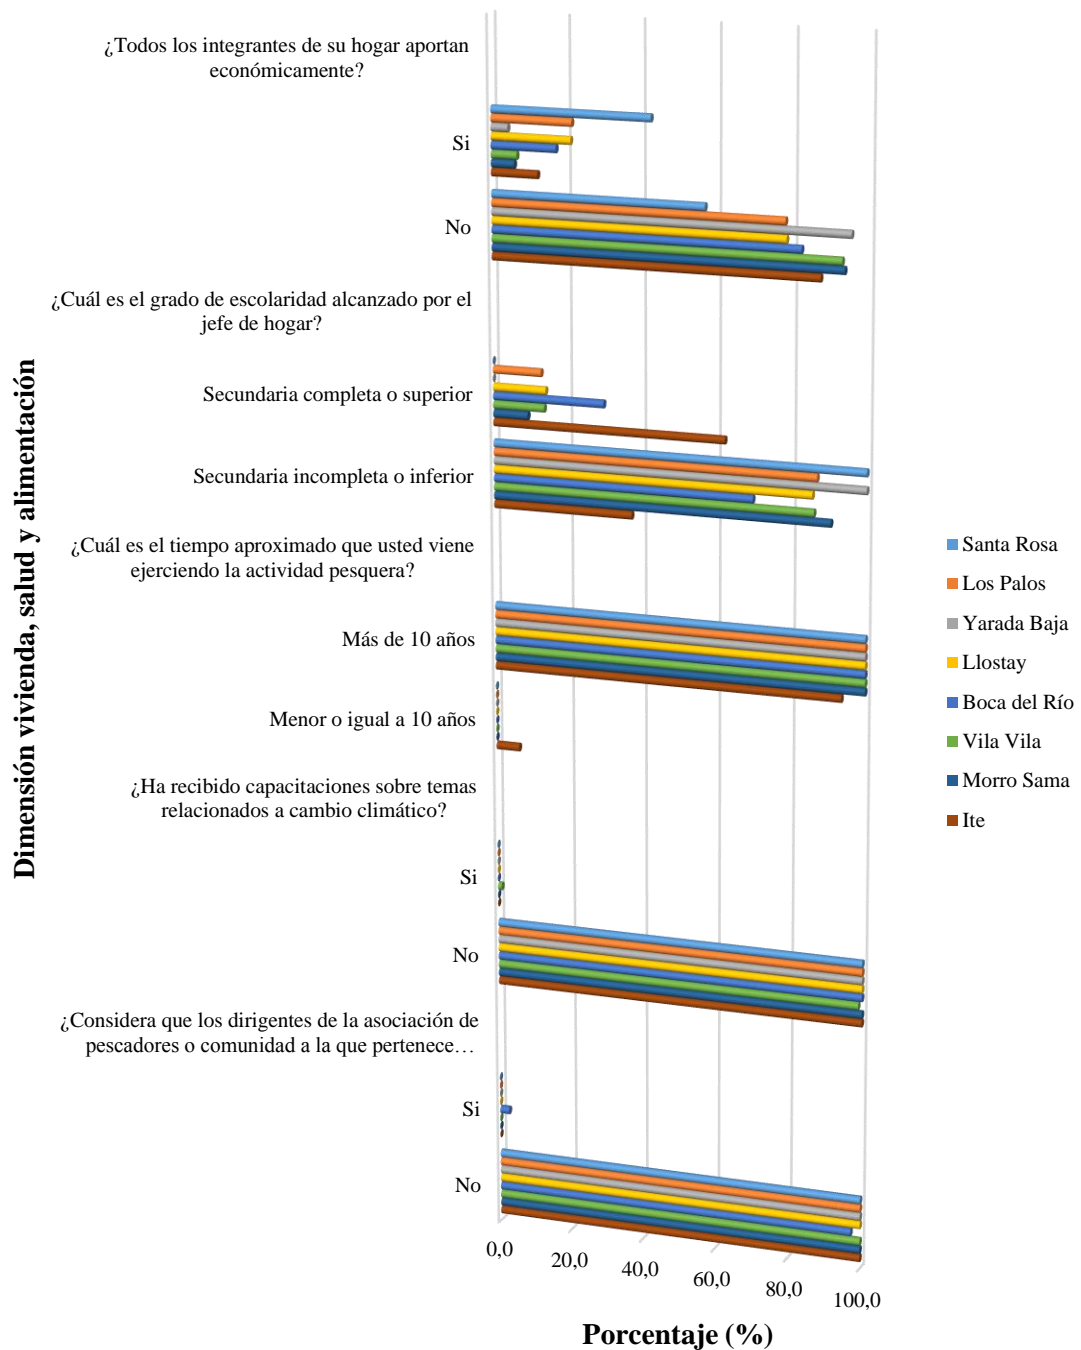 ¿Todos los integrantes de su hogar aportan
económicamente?
Si
No
¿Cuál es el grado de escolaridad alcanzado por el
jefe de hogar?
Secundaria completa o superior
Secundaria incompleta o inferior
¿Cuál es el tiempo aproximado que usted viene
ejerciendo la actividad pesquera?
Más de 10 años
Menor o igual a 10 años
¿Ha recibido capacitaciones sobre temas
relacionados a cambio climático?
Si
No
¿Considera que los dirigentes de la asociación de
pescadores o comunidad a la que pertenece…
Si
No
Dimensión vivienda, salud y alimentación
0,0
20,0
40,0
60,0
80,0
100,0
Porcentaje (%)
Santa Rosa
Los Palos
Yarada Baja
Llostay
Boca del Río
Vila Vila
Morro Sama
Ite